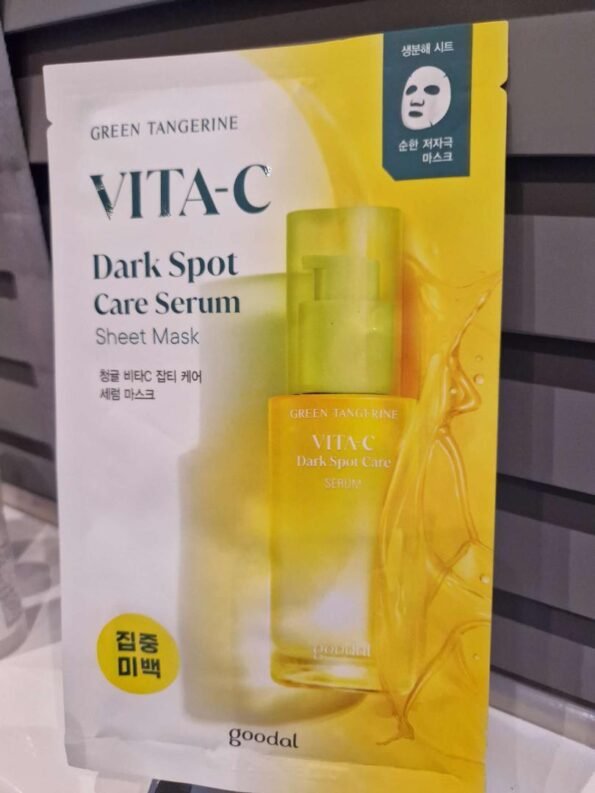 생분해 시트
순한 저자극
마스크
GREEN TANGERINE
VITA-C
Dark Spot
Care Serum
Sheet Mask
청귤 비타C 잡티 케어
세럼 마스크
GREEN TANGERINE
VITA-C
Dark Spot Care
SERUM
goodal
집중
미백
goodal